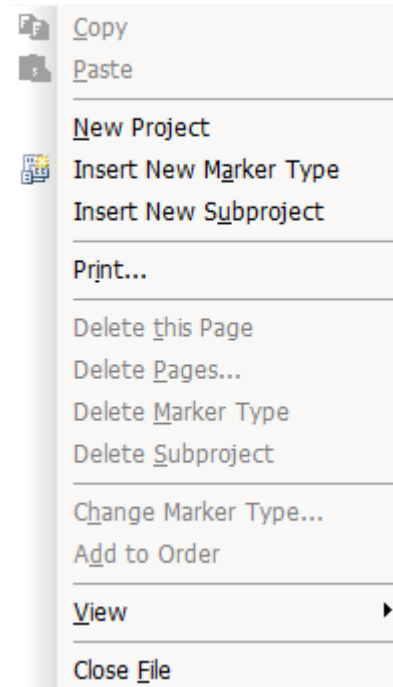 Copy
Paste
New Project
Insert New Marker Type
Insert New Subproject
Print...
Delete this Page
Delete Pages...
Delete Marker Type
Delete Subproject
Change Marker Type...
Add to Order
View
Close File